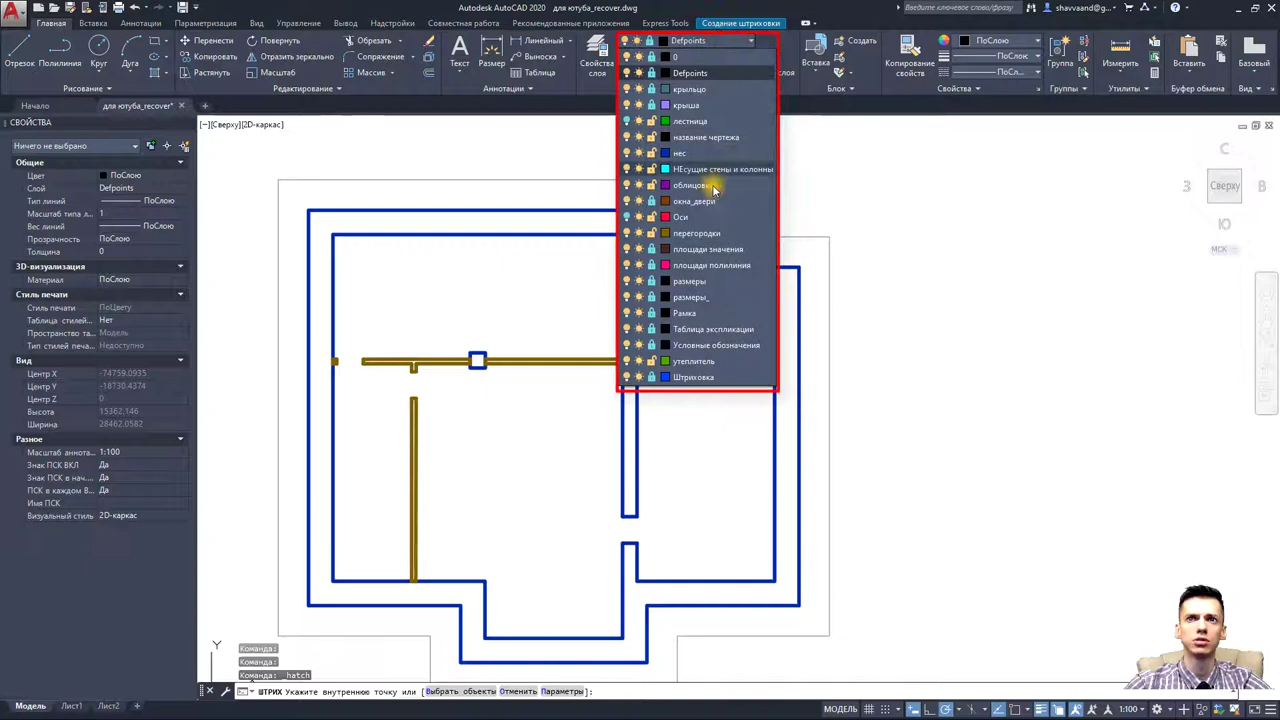 Autodesk AutoCAD 2020 для ютуба_recover.dwg
Введите ключевое слово/фразу
shavvaand@g...
Главная Вставка Аннотации Параметризация Вид Управление Вывод Надстройки Совместная работа Рекомендованные приложения Express Tools Создание штриховки
Отрезок Полилиния Круг Дуга
Перенести Повернуть Обрезать
Копировать Отразить зеркально
Растянуть Масштаб Массив
Текст Размер
Линейный
Выноска
Таблица
Свойства слоя
Вставка
Копирование свойств
ПоСлою
ПоСлою
ПоСл...
Группа Измерить Вставить Базовый
Рисование Редактирование Аннотации слоя Блок Свойства Группы Утилиты Буфер обмена Вид
Defpoints
0
Defpoints
крыльцо
крыша
лестница
название чертежа
нес
НЕсущие стены и колонны
облицовк
окна_двери
Оси
перегородки
площади значения
площади полилиния
размеры
размеры_
Рамка
Таблица экспликации
Условные обозначения
утеплитель
Штриховка
Начало для ютуба_recover*
СВОЙСТВА
[−][Сверху][2D-каркас]
Ничего не выбрано
Общие
Цвет ПоСлою
Слой Defpoints
Тип линий ПоСлою
Масштаб типа л... 1
Вес линий ПоСлою
Прозрачность ПоСлою
Толщина 0
3D-визуализация
Материал ПоСлою
Стиль печати
Стиль печати ПоЦвету
Таблица стилей... Нет
Пространство та... Модель
Тип стилей печат... Недоступно
Вид
Центр X -74759.0935
Центр Y -18730.4374
Центр Z 0
Высота 15362.146
Ширина 28462.0582
Разное
Масштаб аннота... 1:100
Знак ПСК ВКЛ Да
Знак ПСК в нач... Да
ПСК в каждом В... Да
Имя ПСК
Визуальный стиль 2D-каркас
С
З Сверху В
Ю
МСК
Y
Команда:
Команда:
Команда: _hatch
ШТРИХ Укажите внутреннюю точку или [Выбрать объекты Отменить Параметры]:
Модель Лист1 Лист2 +
МОДЕЛЬ 1:100